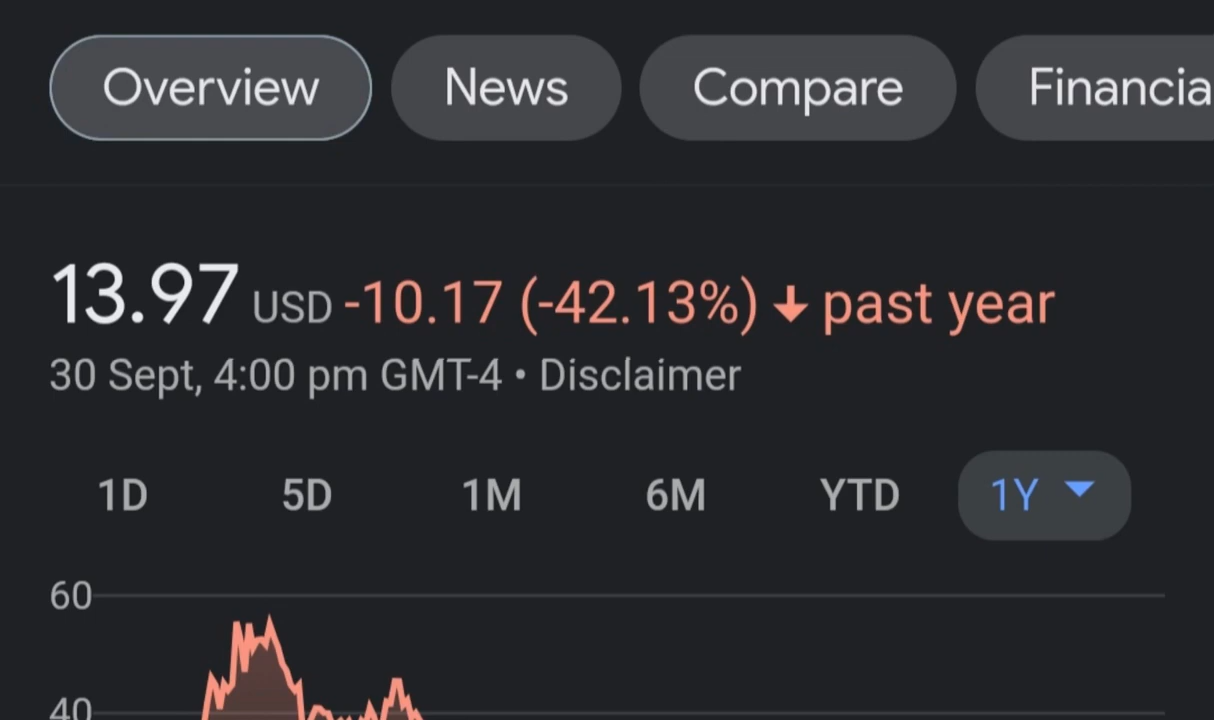 Overview News Compare Financia
13.97 USD -10.17 (-42.13%) ↓ past year
30 Sept, 4:00 pm GMT-4 • Disclaimer
1D 5D 1M 6M YTD 1Y
60
40